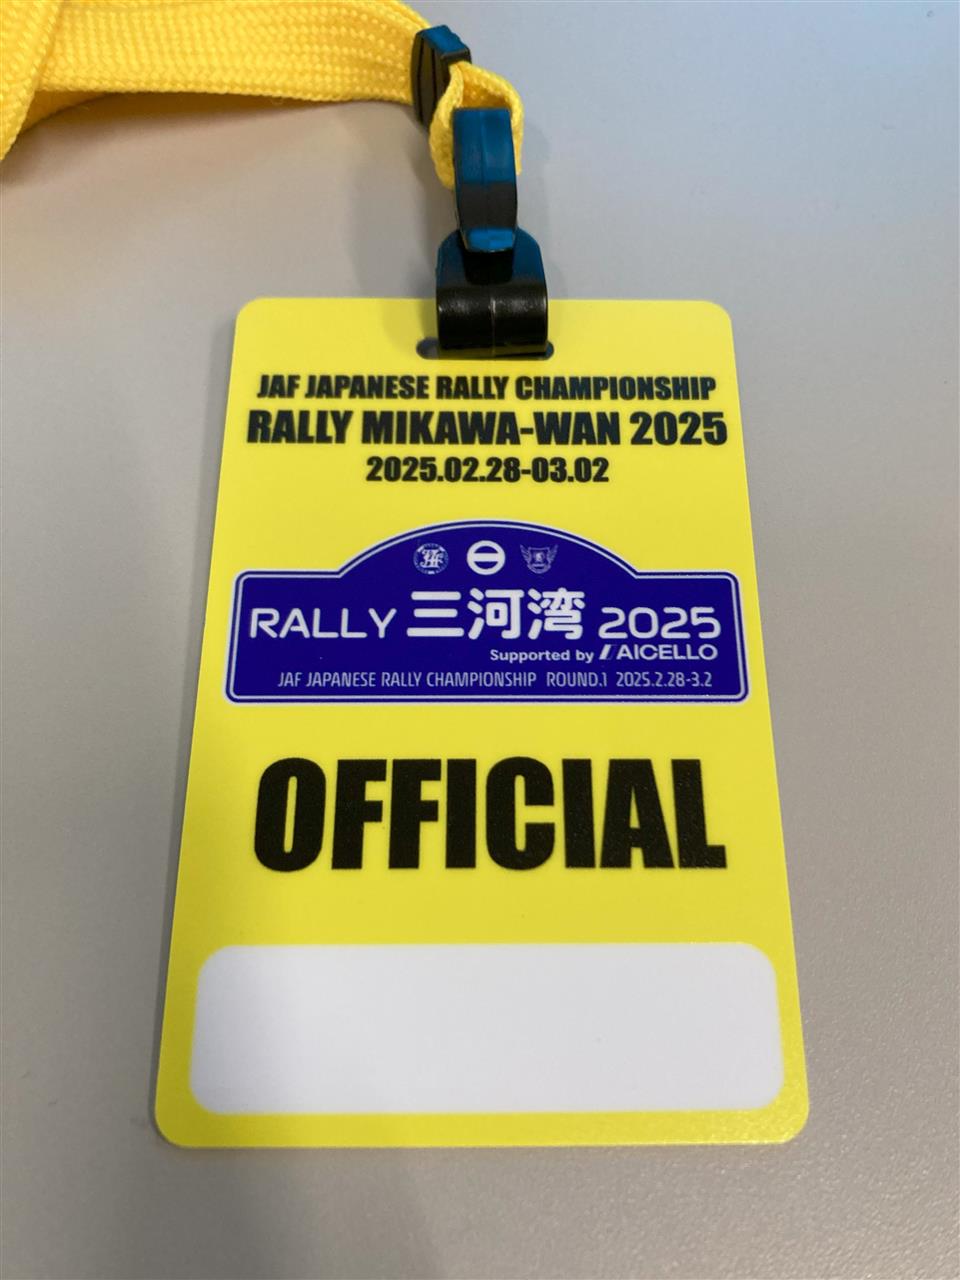 JAF JAPANESE RALLY CHAMPIONSHIP
RALLY MIKAWA-WAN 2025
2025.02.28-03.02
RALLY 三河湾 2025
Supported by AICELLO
JAF JAPANESE RALLY CHAMPIONSHIP ROUND.1 2025.2.28-3.2
OFFICIAL